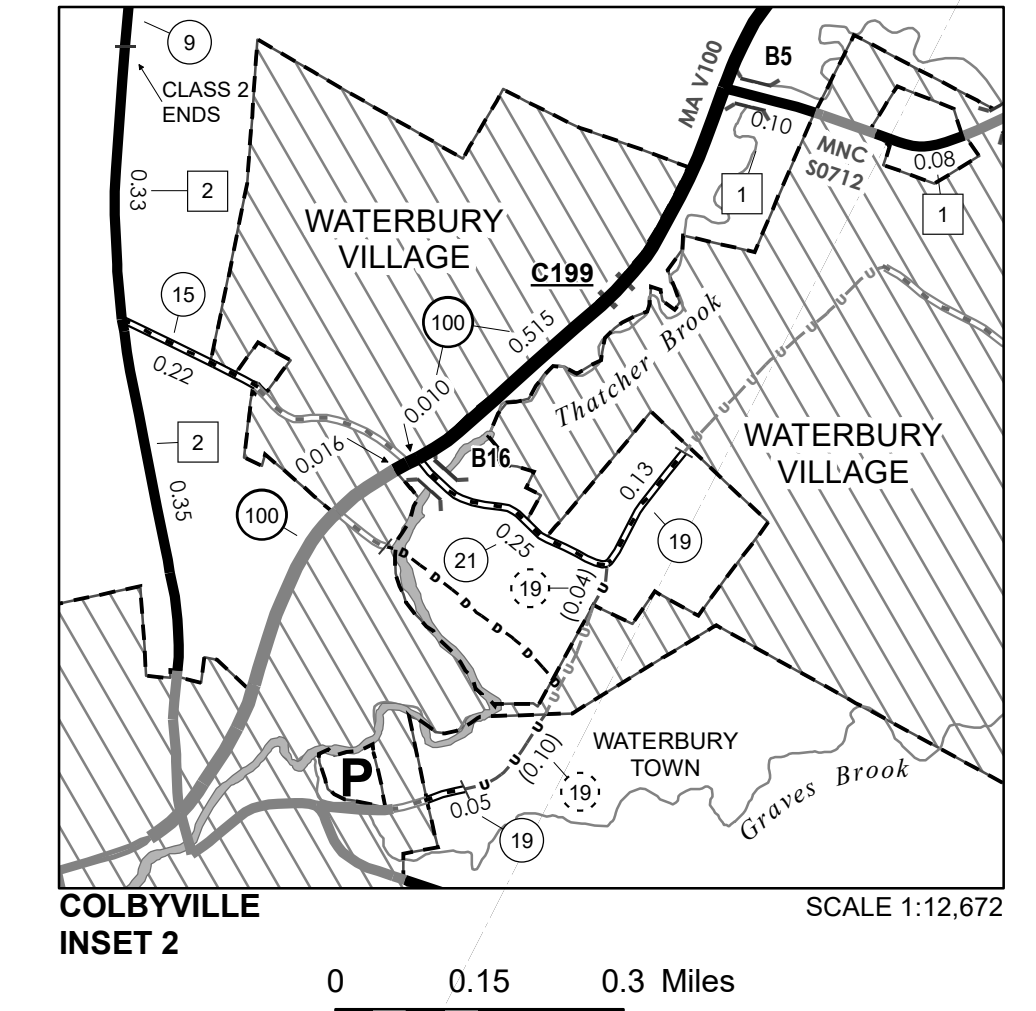 9
CLASS 2
ENDS
MA V100
B5
0.10
MNC
S0712
0.08
1
1
0.33
2
WATERBURY
VILLAGE
C199
15
100
0.515
Thatcher Brook
0.22
0.010
2
0.016
B16
WATERBURY
VILLAGE
0.13
0.35
100
0.25
19
21
19
(0.04)
U
D
D
D
D
D
D
U
U
U
U
U
U
U
U
U
U
U
U
WATERBURY
TOWN
P
(0.10)
19
Graves Brook
0.05
19
COLBYVILLE
INSET 2
SCALE 1:12,672
0 0.15 0.3 Miles